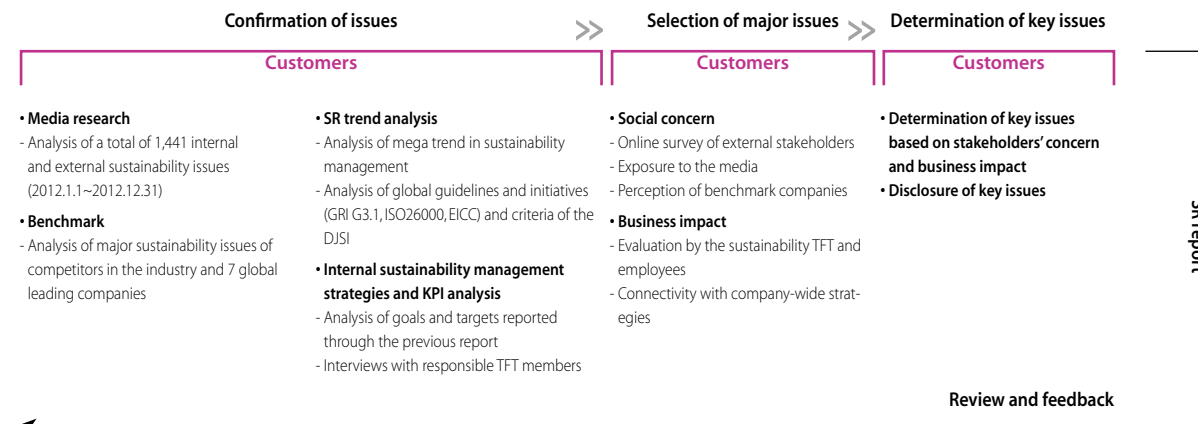 Confirmation of issues
Selection of major issues
Determination of key issues
Customers
Customers
Customers
• Media research
- Analysis of a total of 1,441 internal
and external sustainability issues
(2012.1.1~2012.12.31)
• Benchmark
- Analysis of major sustainability issues of
competitors in the industry and 7 global
leading companies
• SR trend analysis
- Analysis of mega trend in sustainability
management
- Analysis of global guidelines and initiatives
(GRI G3.1, ISO26000, EICC) and criteria of the
DJSI
• Internal sustainability management
strategies and KPI analysis
- Analysis of goals and targets reported
through the previous report
- Interviews with responsible TFT members
• Social concern
- Online survey of external stakeholders
- Exposure to the media
- Perception of benchmark companies
• Business impact
- Evaluation by the sustainability TFT and
employees
- Connectivity with company-wide strat-
egies
• Determination of key issues
based on stakeholders' concern
and business impact
• Disclosure of key issues
Review and feedback
SR report